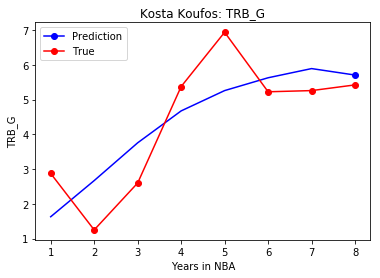 Kosta Koufos: TRB_G
Prediction
True
7
6
5
4
3
2
1
TRB_G
1 2 3 4 5 6 7 8
Years in NBA